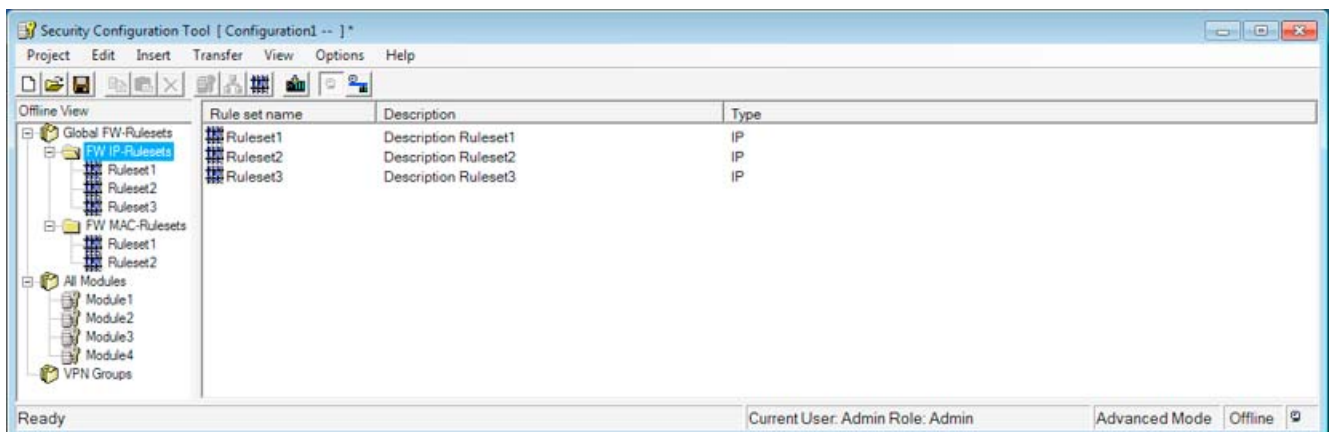 Security Configuration Tool [ Configuration1 -- ] *
Project Edit Insert Transfer View Options Help
Offline View
Global FW-Rulesets
FW IP-Rulesets
Ruleset1
Ruleset2
Ruleset3
FW MAC-Rulesets
Ruleset1
Ruleset2
All Modules
Module1
Module2
Module3
Module4
VPN Groups
Rule set name Description Type
Ruleset1 Description Ruleset1 IP
Ruleset2 Description Ruleset2 IP
Ruleset3 Description Ruleset3 IP
Ready Current User: Admin Role: Admin Advanced Mode Offline